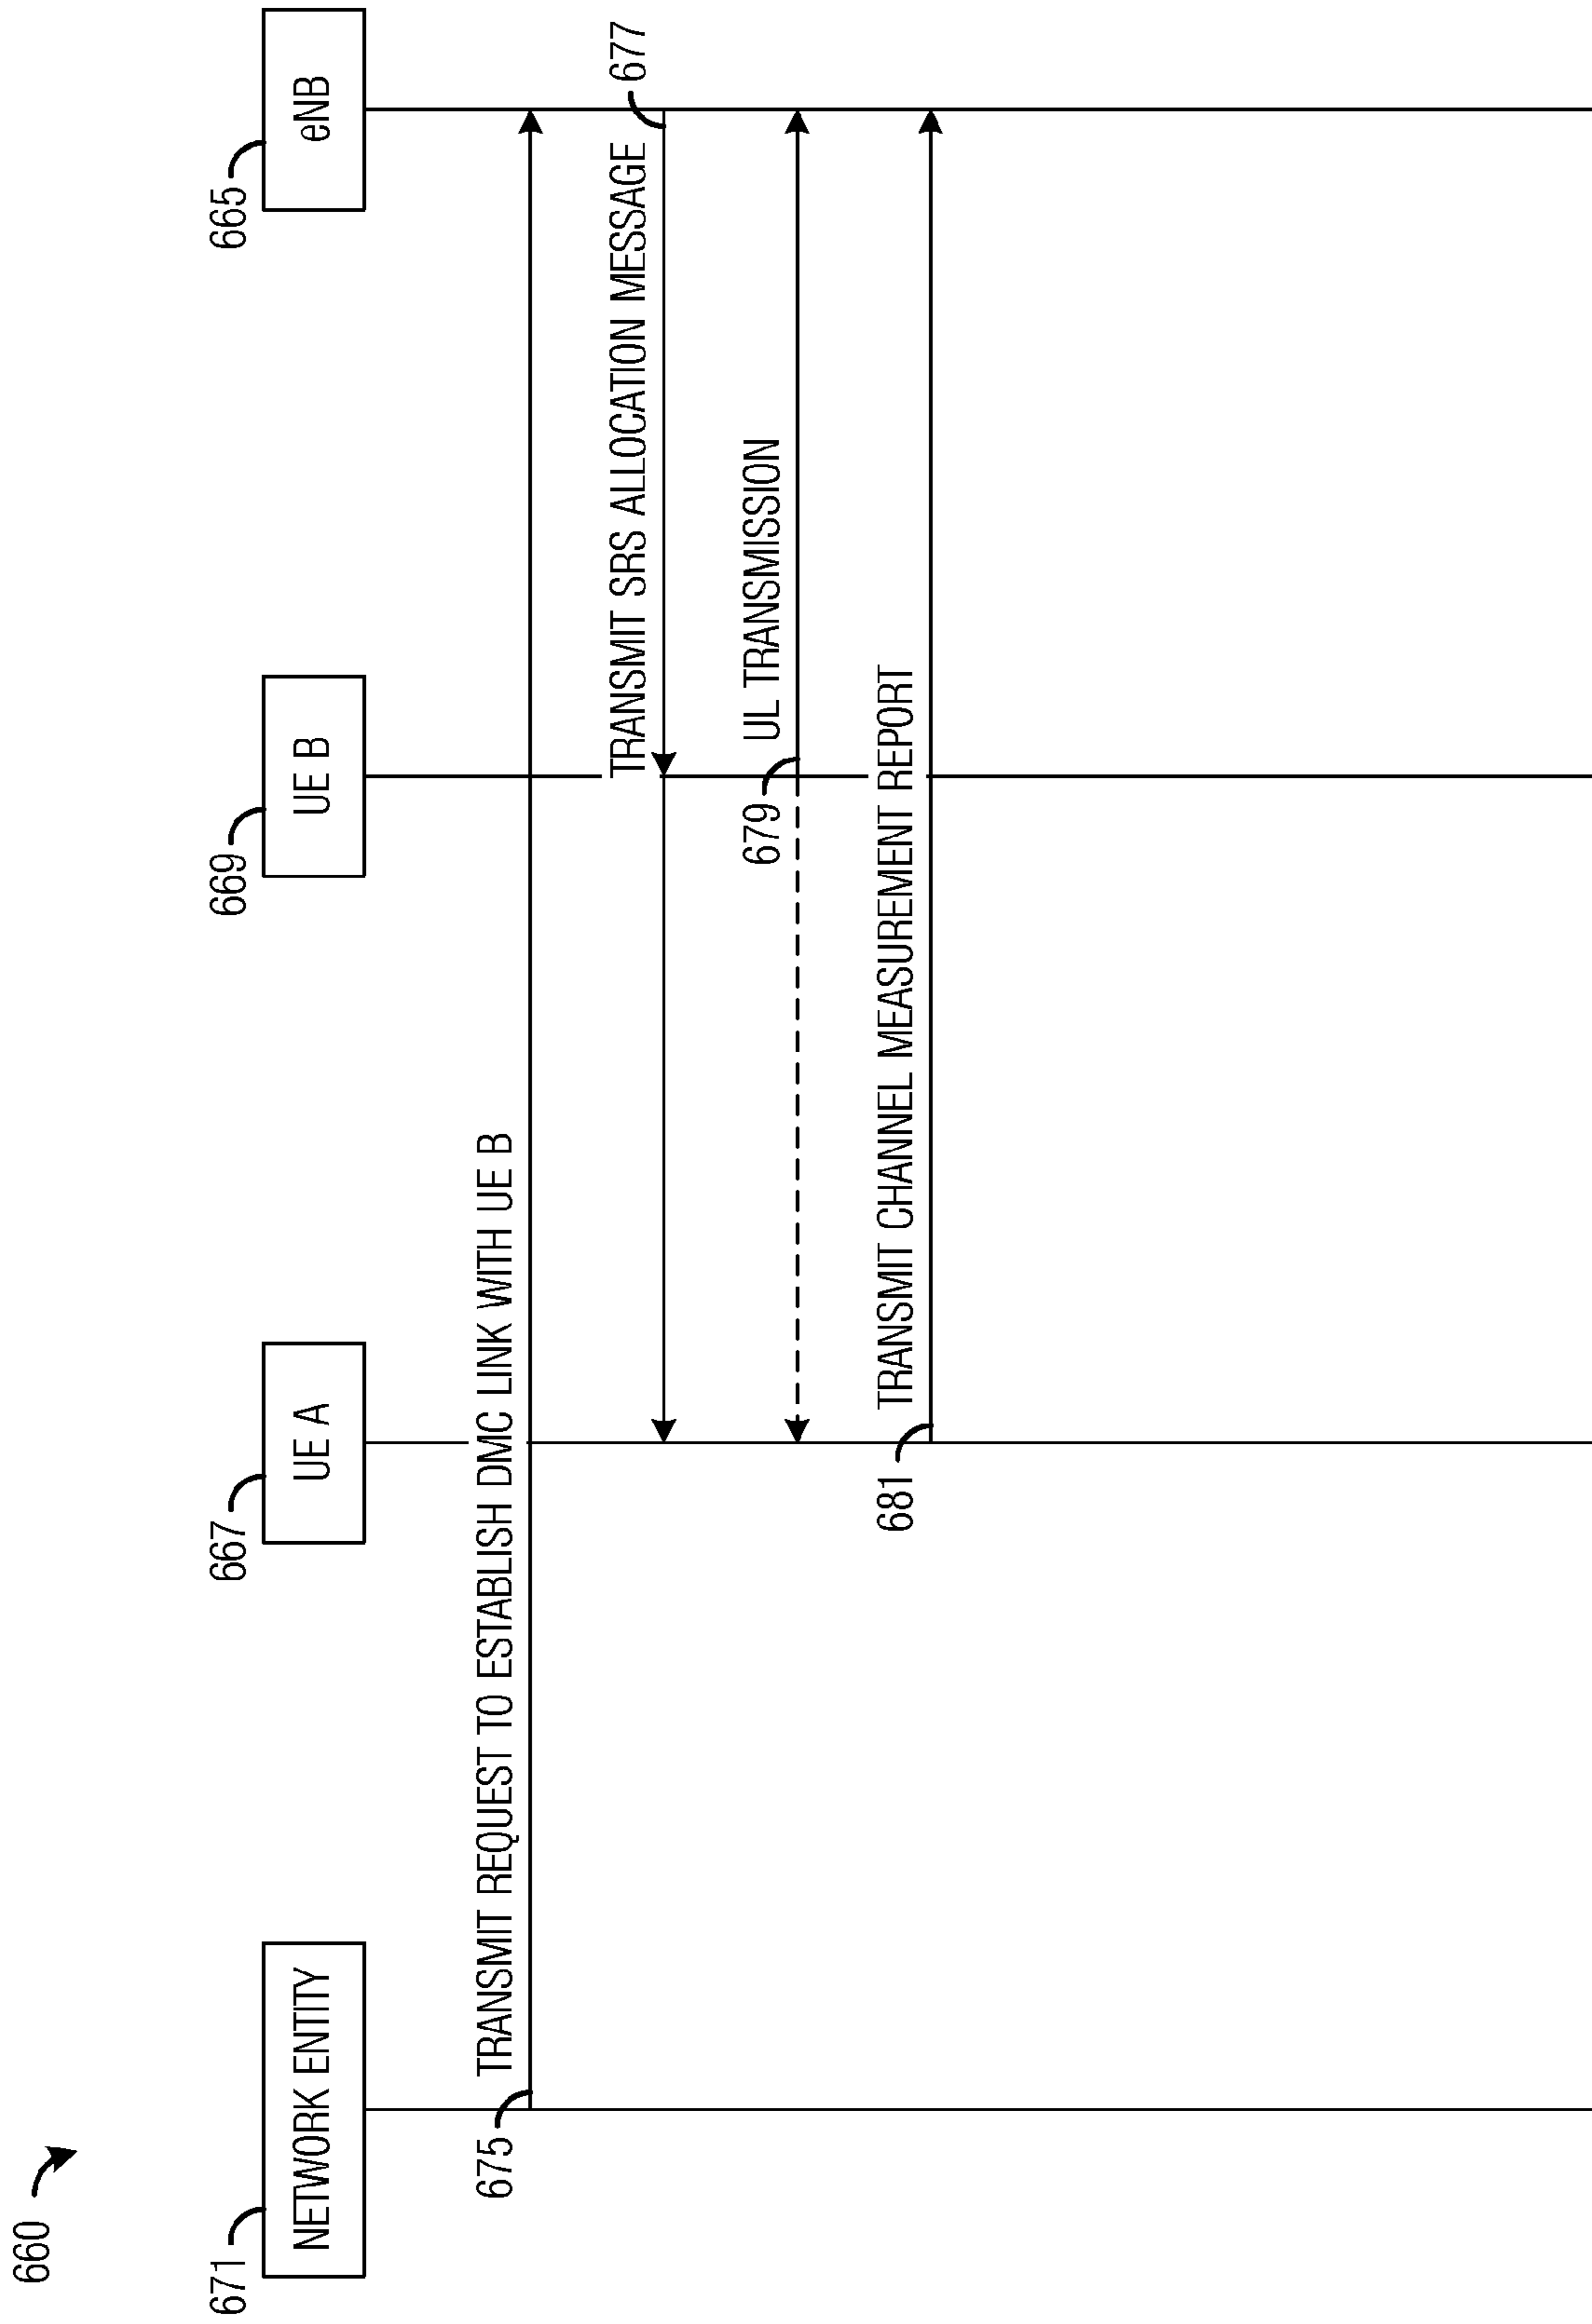 660
671
NETWORK ENTITY
667
UE A
669
UE B
665
eNB
675
TRANSMIT REQUEST TO ESTABLISH DMC LINK WITH UE B
TRANSMIT SRS ALLOCATION MESSAGE
677
679
UL TRANSMISSION
681
TRANSMIT CHANNEL MEASUREMENT REPORT